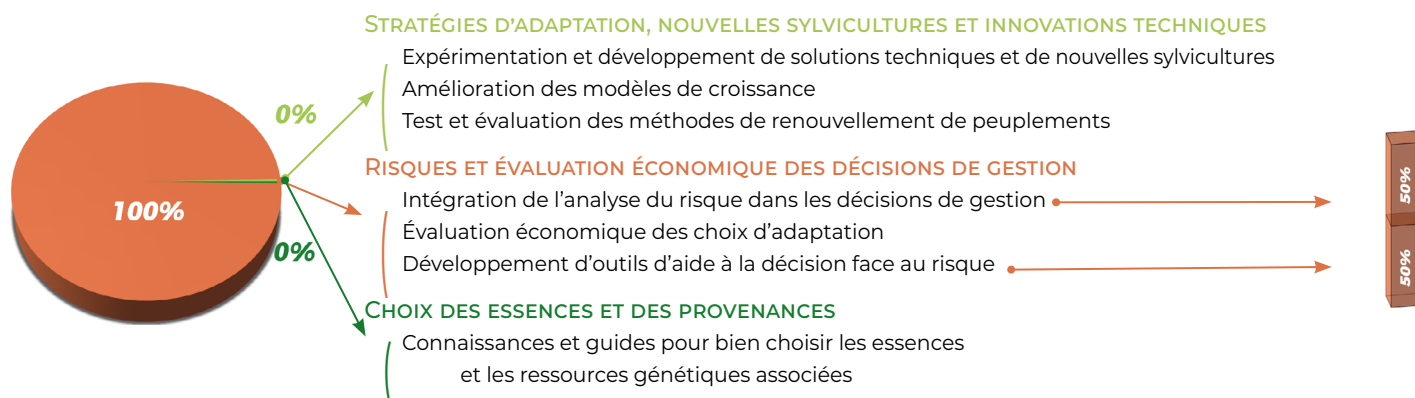 STRATÉGIES D'ADAPTATION, NOUVELLES SYLVICULTURES ET INNOVATIONS TECHNIQUES
Expérimentation et développement de solutions techniques et de nouvelles sylvicultures
Amélioration des modèles de croissance
0%
Test et évaluation des méthodes de renouvellement de peuplements
RISQUES ET ÉVALUATION ÉCONOMIQUE DES DÉCISIONS DE GESTION
50%
Intégration de l'analyse du risque dans les décisions de gestion
100%
Évaluation économique des choix d'adaptation
0%
Développement d'outils d'aide à la décision face au risque
50%
CHOIX DES ESSENCES ET DES PROVENANCES
Connaissances et guides pour bien choisir les essences
et les ressources génétiques associées